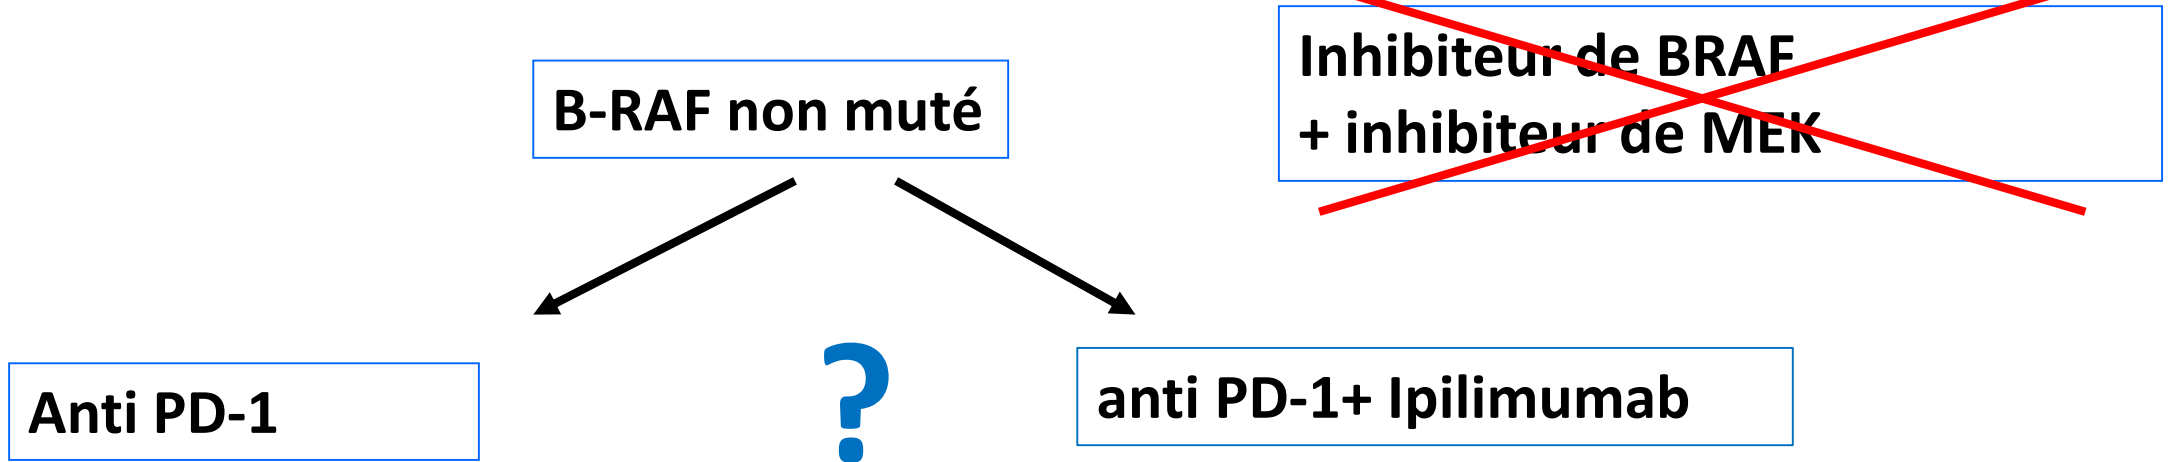 Inhibiteur de BRAF
+ inhibiteur de MEK
B-RAF non muté
Anti PD-1
?
anti PD-1+ Ipilimumab